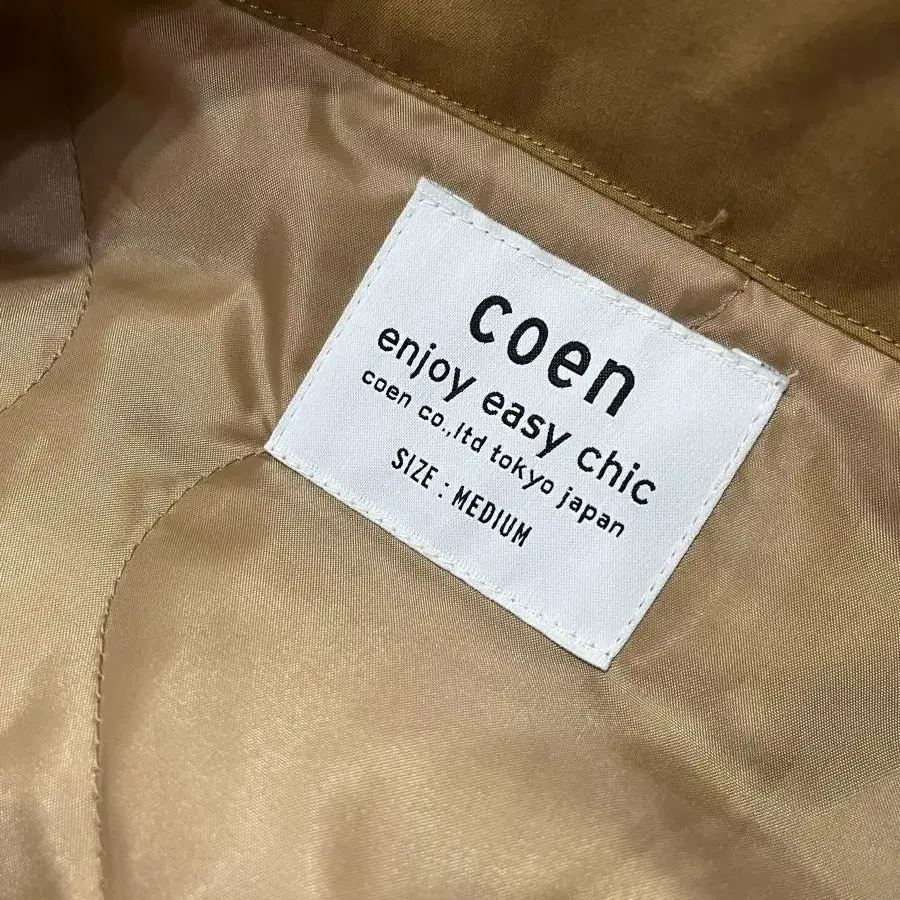 coen
enjoy easy chic
coen co.,ltd tokyo japan
SIZE : MEDIUM